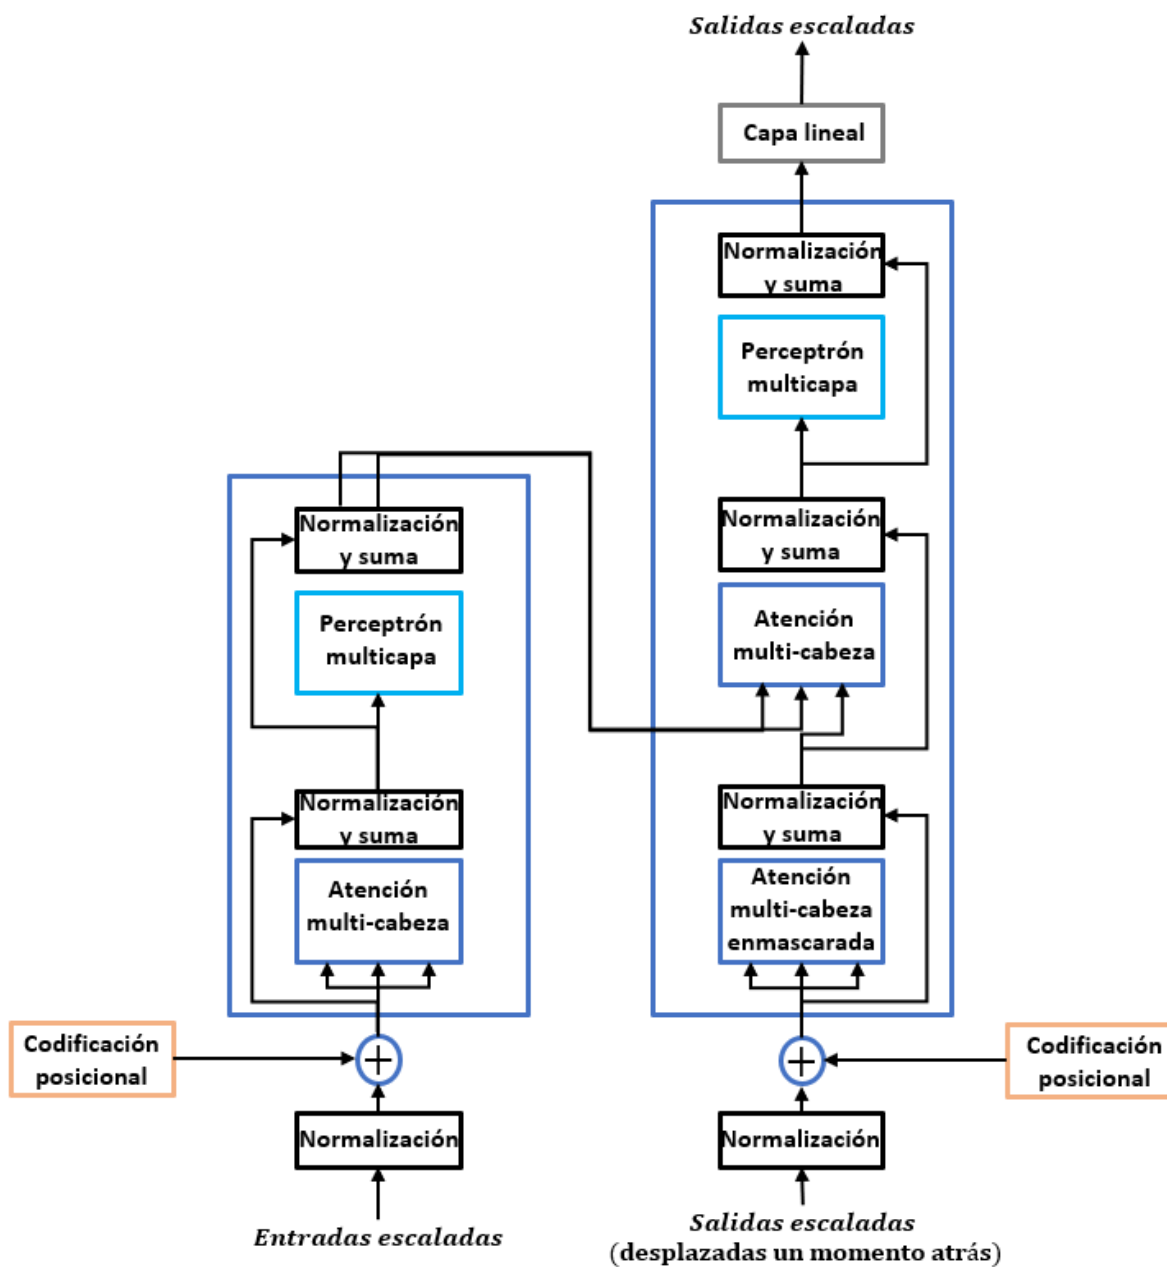 Salidas escaladas
Capa lineal
Normalización
y suma
Perceptrón
multicapa
Normalización
y suma
Atención
multi-cabeza
Normalización
y suma
Atención
multi-cabeza
enmascarada
Normalización
y suma
Perceptrón
multicapa
Normalización
y suma
Atención
multi-cabeza
Codificación
posicional
Codificación
posicional
Normalización
Normalización
Entradas escaladas
Salidas escaladas
(desplazadas un momento atrás)